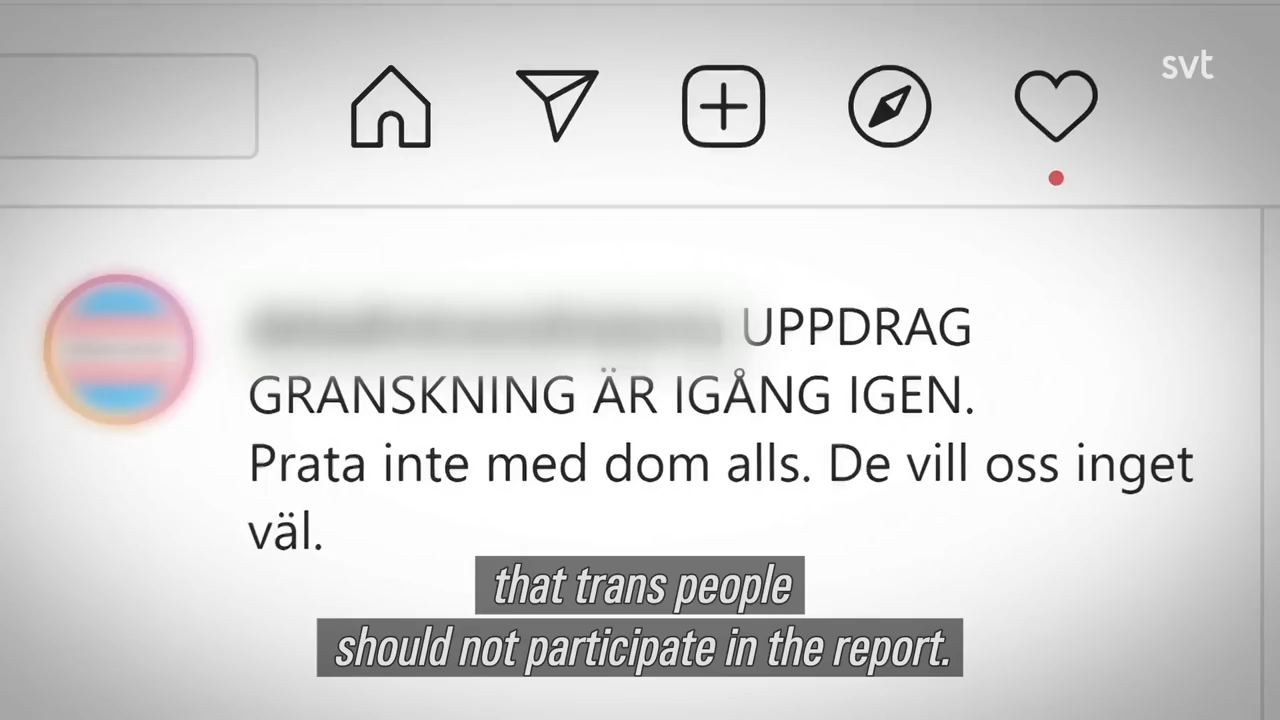 svt
UPPDRAG
GRANSKNING ÄR IGÅNG IGEN.
Prata inte med dom alls. De vill oss inget
väl.
that trans people
should not participate in the report.